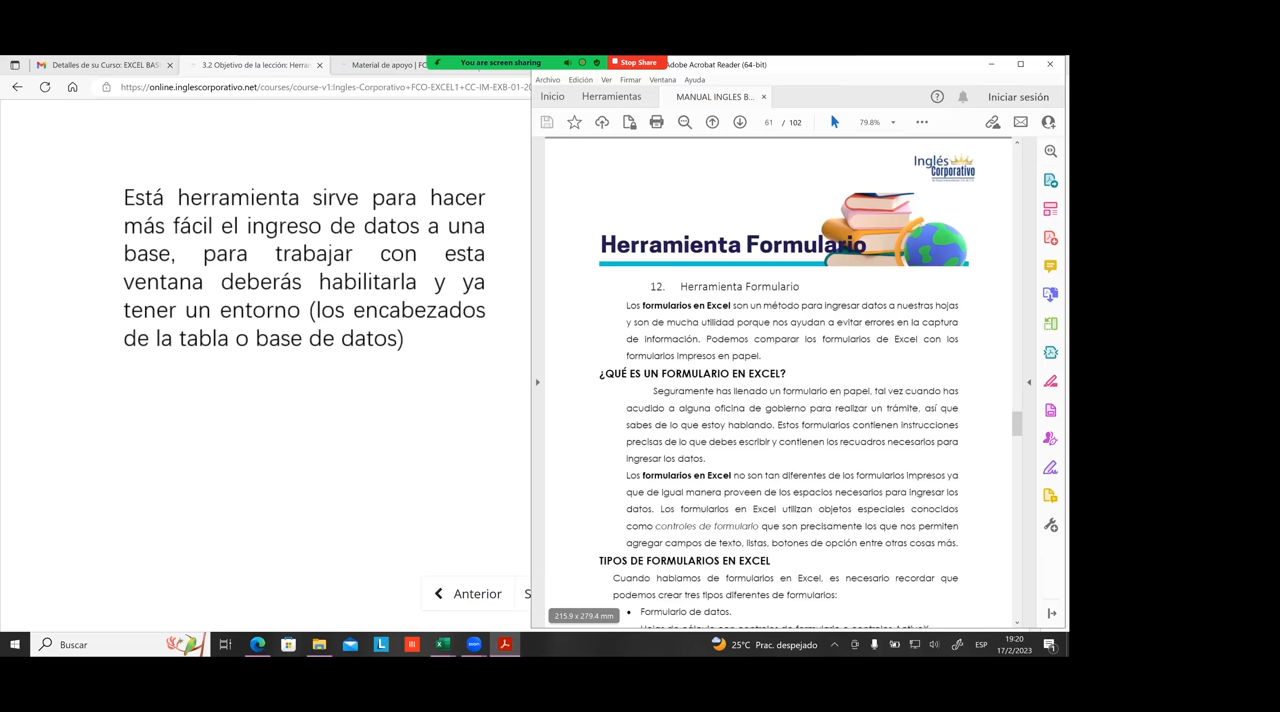 Detalles de su Curso: EXCEL BAS
3.2 Objetivo de la lección: Herra
Material de apoyo | FC
You are screen sharing
Stop Share
Adobe Acrobat Reader (64-bit)
https://online.inglescorporativo.net/courses/course-v1:Ingles-Corporativo+FCO-EXCEL1+CC-IM-EXB-01-20
Archivo Edición Ver Firmar Ventana Ayuda
Inicio Herramientas MANUAL INGLES B... Iniciar sesión
61 / 102 79.8%
Está herramienta sirve para hacer
más fácil el ingreso de datos a una
base, para trabajar con esta
ventana deberás habilitarla y ya
tener un entorno (los encabezados
de la tabla o base de datos)
Anterior
S
Inglés
Corporativo
Herramienta Formulario
12. Herramienta Formulario
Los formularios en Excel son un método para ingresar datos a nuestras hojas
y son de mucha utilidad porque nos ayudan a evitar errores en la captura
de información. Podemos comparar los formularios de Excel con los
formularios impresos en papel.
¿QUÉ ES UN FORMULARIO EN EXCEL?
Seguramente has llenado un formulario en papel, tal vez cuando has
acudido a alguna oficina de gobierno para realizar un trámite, así que
sabes de lo que estoy hablando. Estos formularios contienen instrucciones
precisas de lo que debes escribir y contienen los recuadros necesarios para
ingresar los datos.
Los formularios en Excel no son tan diferentes de los formularios impresos ya
que de igual manera proveen de los espacios necesarios para ingresar los
datos. Los formularios en Excel utilizan objetos especiales conocidos
como controles de formulario que son precisamente los que nos permiten
agregar campos de texto, listas, botones de opción entre otras cosas más.
TIPOS DE FORMULARIOS EN EXCEL
Cuando hablamos de formularios en Excel, es necesario recordar que
podemos crear tres tipos diferentes de formularios:
• Formulario de datos.
215.9 x 279.4 mm
Buscar
25°C Prac. despejado
ESP
19:20
17/2/2023